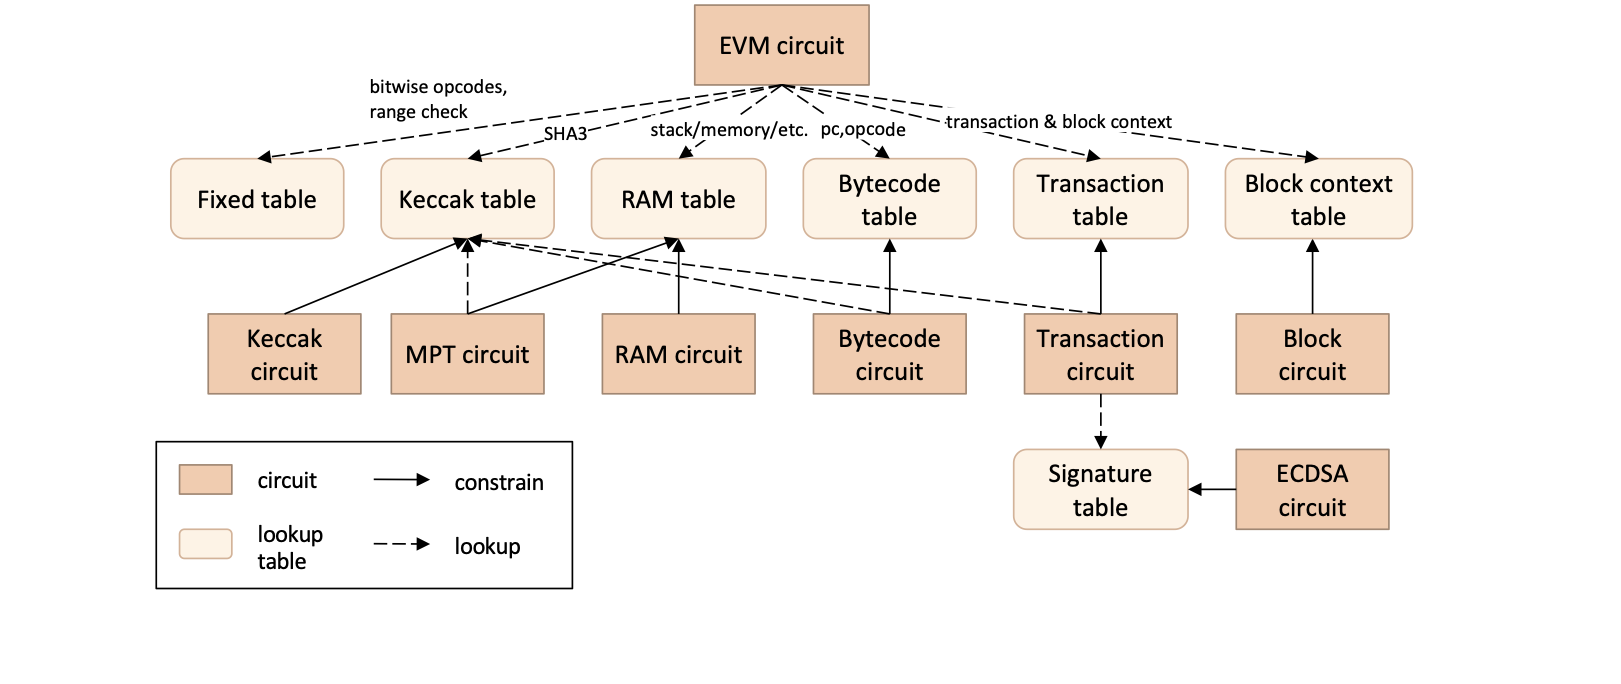 EVM circuit
bitwise opcodes,
range check
SHA3
stack/memory/etc.
pc,opcode
transaction & block context
Fixed table
Keccak table
RAM table
Bytecode
table
Transaction
table
Block context
table
Keccak
circuit
MPT circuit
RAM circuit
Bytecode
circuit
Transaction
circuit
Block
circuit
Signature
table
ECDSA
circuit
circuit
constrain
lookup
table
lookup